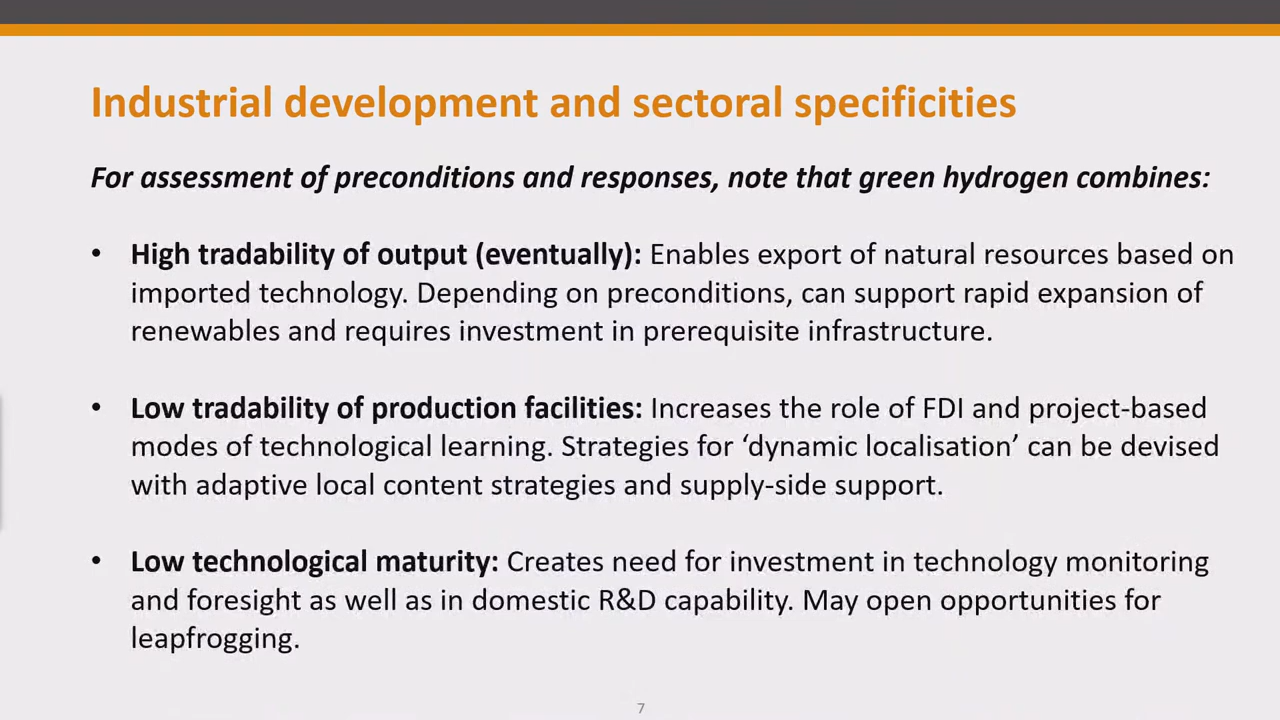 Industrial development and sectoral specificities
For assessment of preconditions and responses, note that green hydrogen combines:
• High tradability of output (eventually): Enables export of natural resources based on
imported technology. Depending on preconditions, can support rapid expansion of
renewables and requires investment in prerequisite infrastructure.
• Low tradability of production facilities: Increases the role of FDI and project-based
modes of technological learning. Strategies for ‘dynamic localisation’ can be devised
with adaptive local content strategies and supply-side support.
• Low technological maturity: Creates need for investment in technology monitoring
and foresight as well as in domestic R&D capability. May open opportunities for
leapfrogging.
7